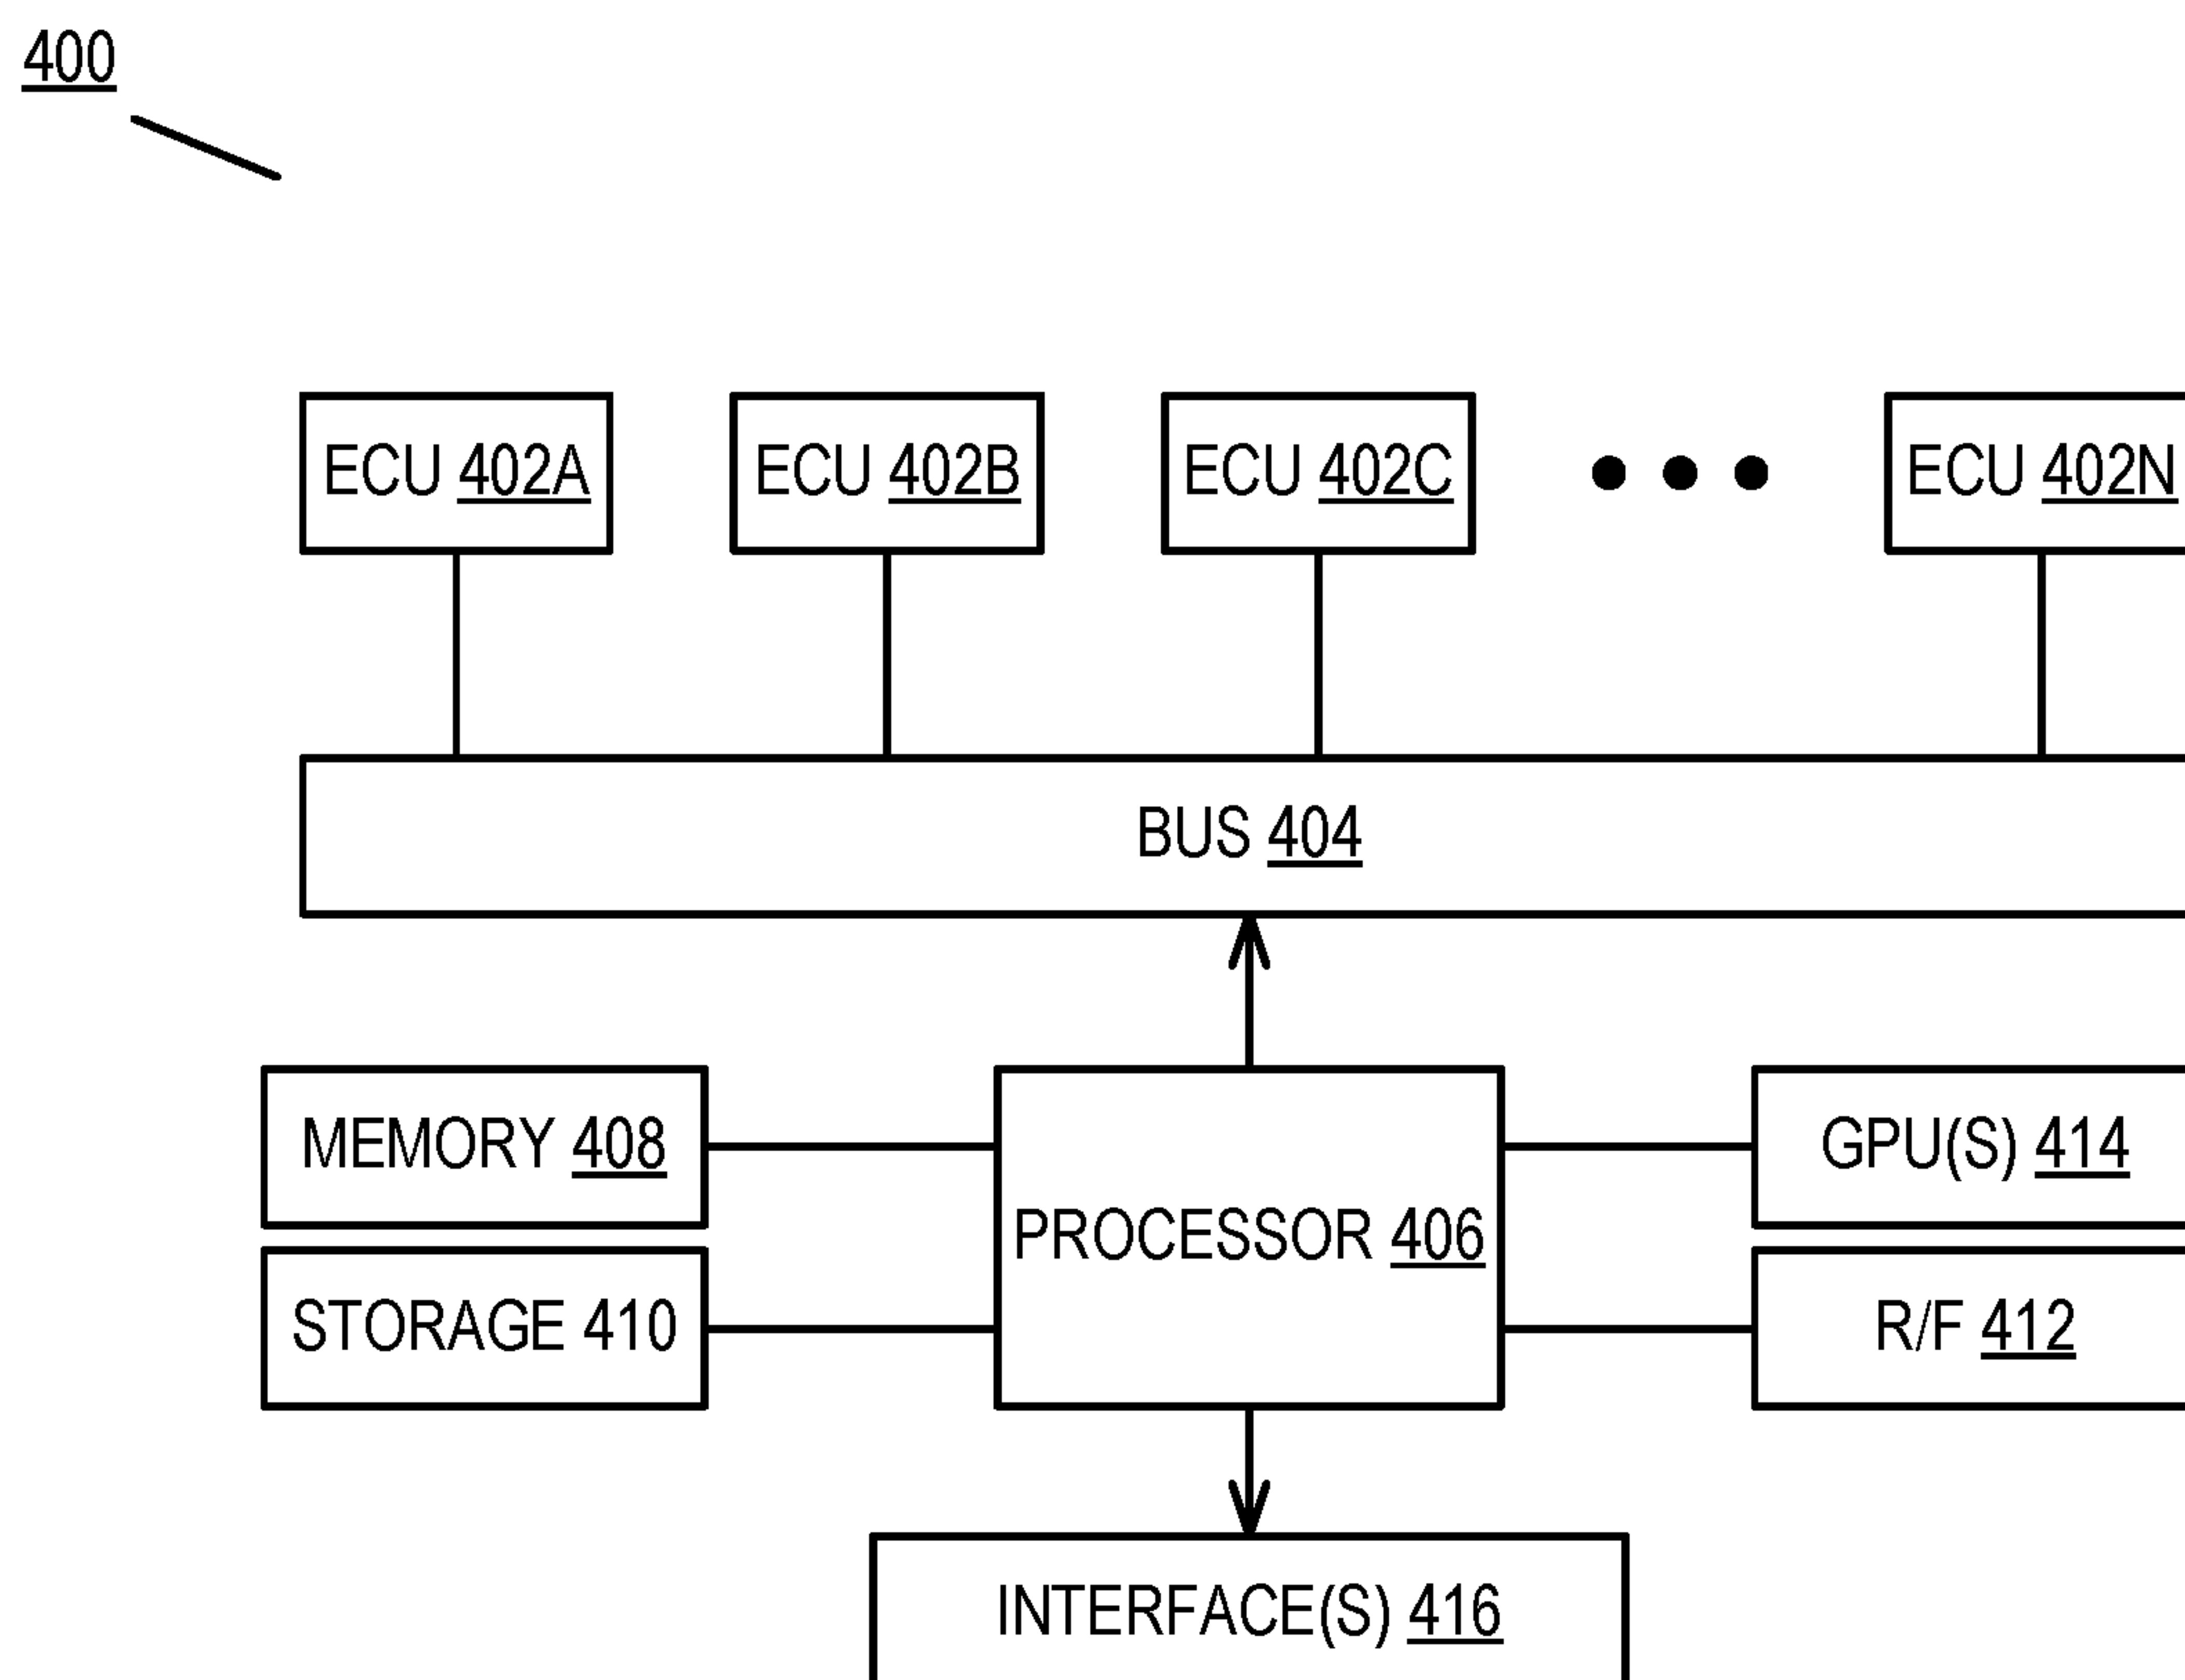 400
ECU 402A
ECU 402B
ECU 402C
ECU 402N
BUS 404
MEMORY 408
PROCESSOR 406
GPU(S) 414
STORAGE 410
R/F 412
INTERFACE(S) 416